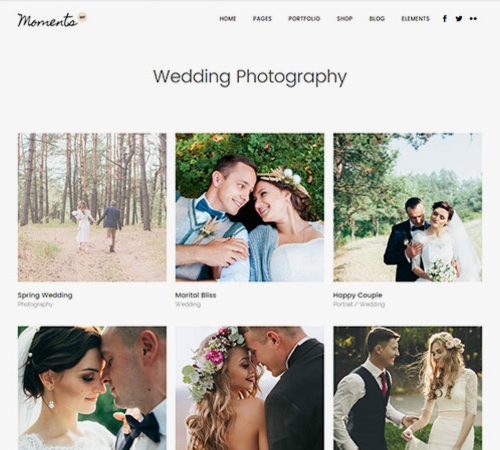 Moments
HOME PAGES PORTFOLIO SHOP BLOG ELEMENTS
Wedding Photography
Spring Wedding
Photography
Marital Bliss
Wedding
Happy Couple
Portrait / Wedding